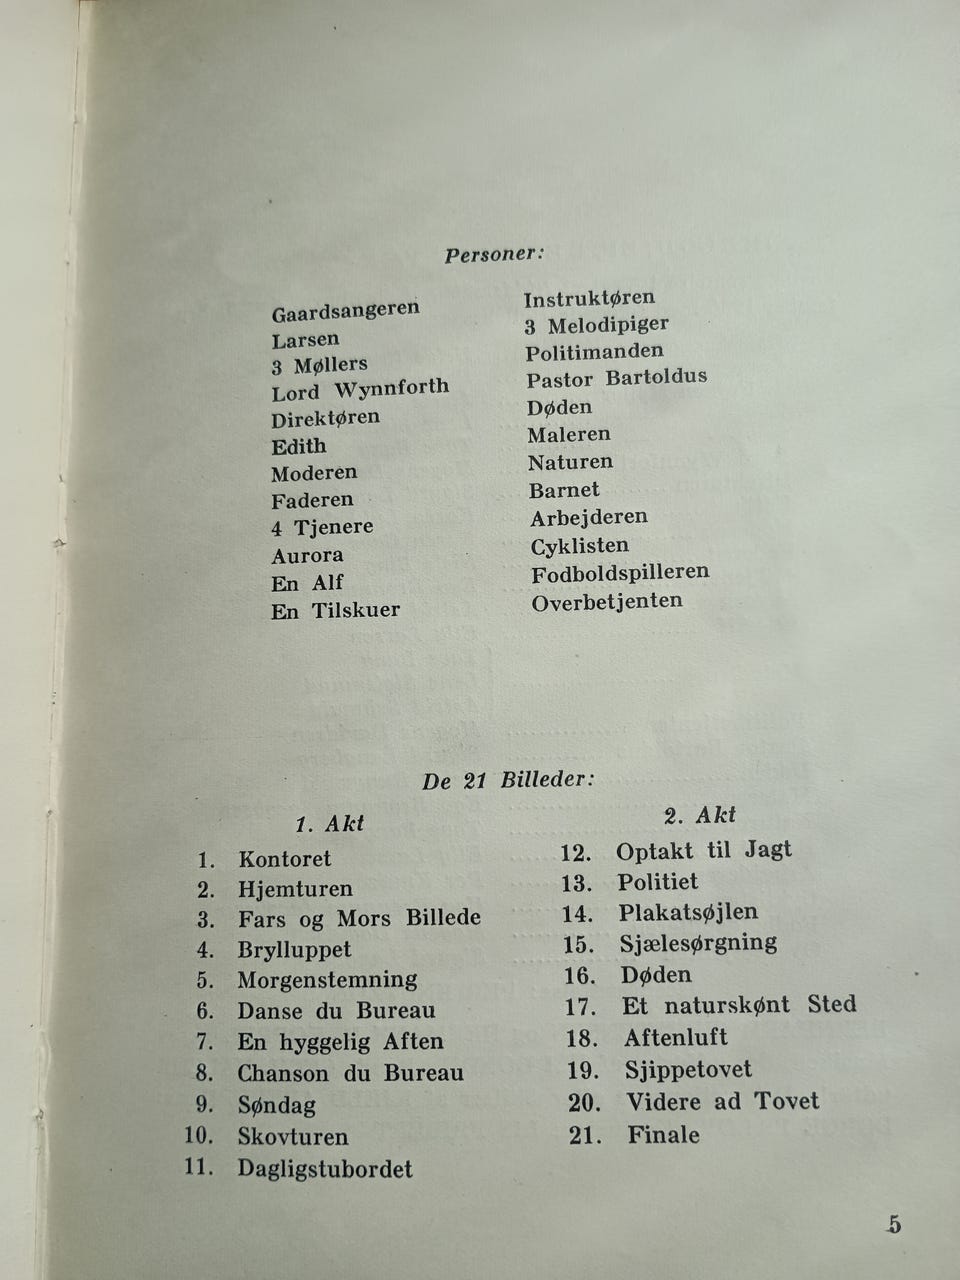 Personer:
Gaardsangeren
Larsen
3 Møllers
Lord Wynnforth
Direktøren
Edith
Moderen
Faderen
4 Tjenere
Aurora
En Alf
En Tilskuer
Instruktøren
3 Melodipiger
Politimanden
Pastor Bartoldus
Døden
Maleren
Naturen
Barnet
Arbejderen
Cyklisten
Fodboldspilleren
Overbetjenten
De 21 Billeder:
1. Akt
1. Kontoret
2. Hjemturen
3. Fars og Mors Billede
4. Brylluppet
5. Morgenstemning
6. Danse du Bureau
7. En hyggelig Aften
8. Chanson du Bureau
9. Søndag
10. Skovturen
11. Dagligstubordet
2. Akt
12. Optakt til Jagt
13. Politiet
14. Plakatsøjlen
15. Sjælesørgning
16. Døden
17. Et naturskønt Sted
18. Aftenluft
19. Sjippetovet
20. Videre ad Tovet
21. Finale
5